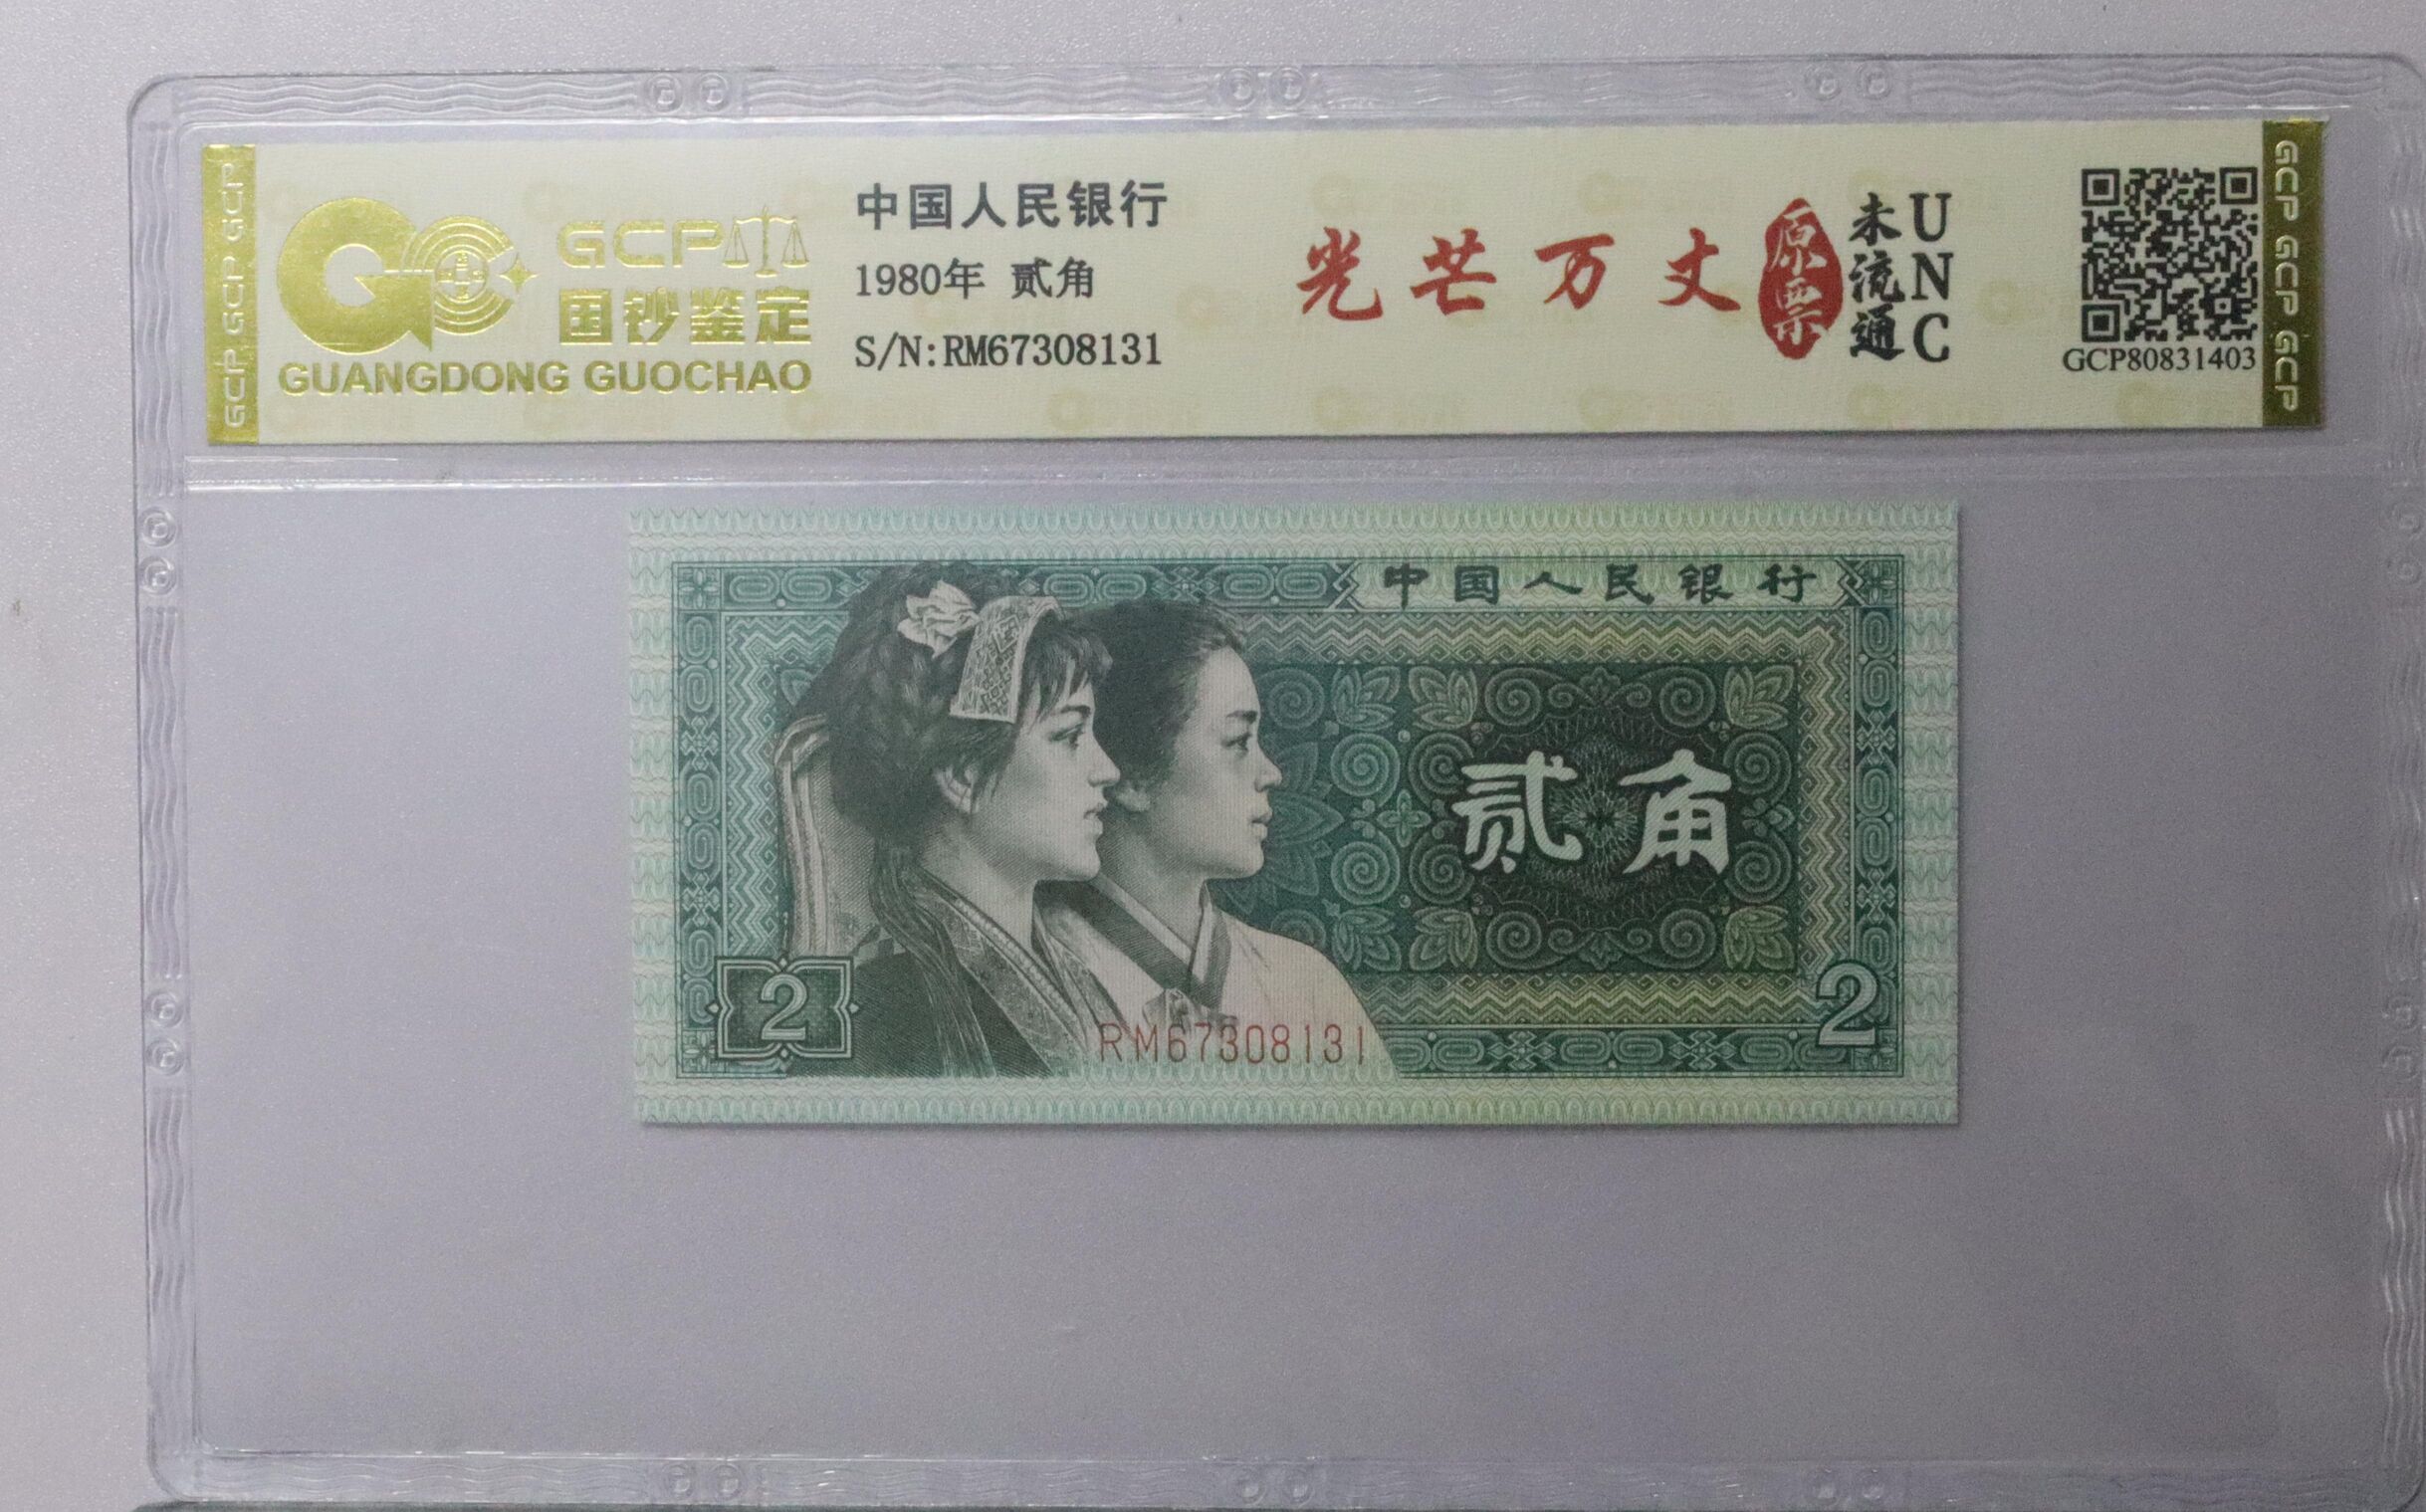 GCP GCP GCP
GCP
国钞鉴定
GUANGDONG GUOCHAO
中国人民银行
1980年 贰角
S/N:RM67308131
光芒万丈
原票
未流通
UNC
GCP80831403
GCP GCP GCP
中国人民银行
贰角
2
RM67308131
2